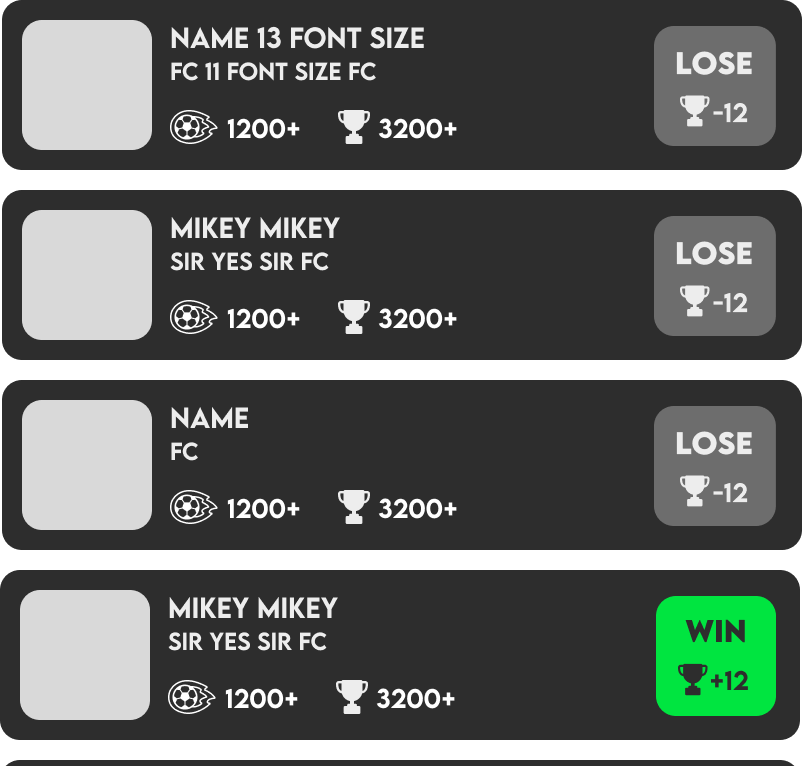 NAME 13 FONT SIZE
FC 11 FONT SIZE FC
1200+ 3200+
LOSE
-12
MIKEY MIKEY
SIR YES SIR FC
1200+ 3200+
LOSE
-12
NAME
FC
1200+ 3200+
LOSE
-12
MIKEY MIKEY
SIR YES SIR FC
1200+ 3200+
WIN
+12